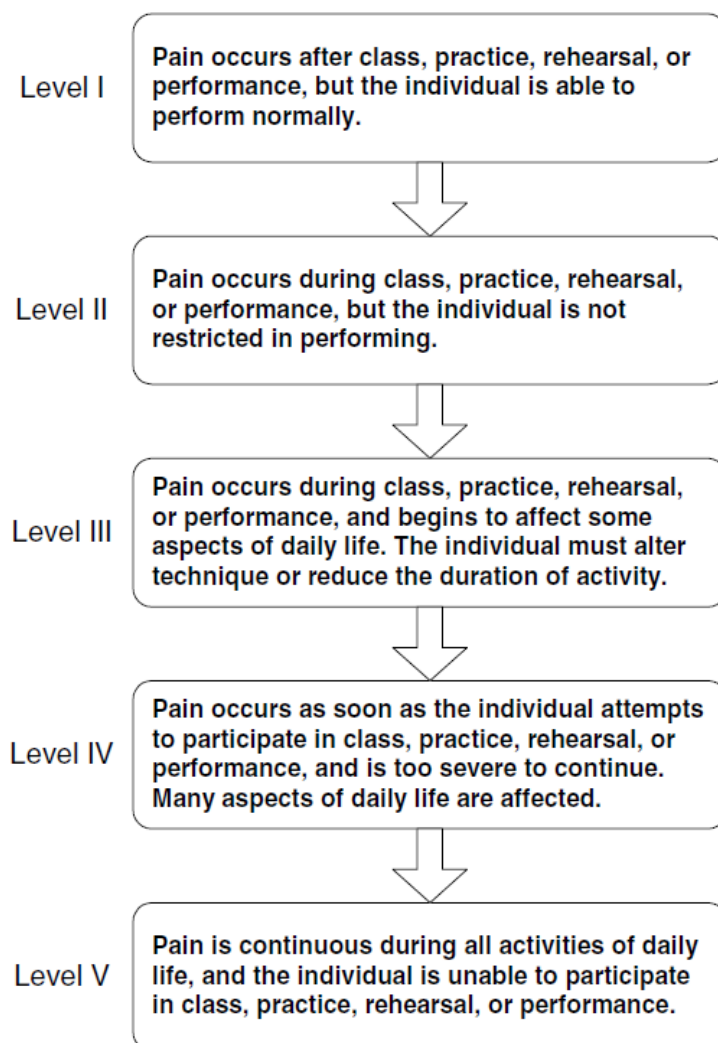 Level I
Pain occurs after class, practice, rehearsal, or
performance, but the individual is able to
perform normally.
Level II
Pain occurs during class, practice, rehearsal,
or performance, but the individual is not
restricted in performing.
Level III
Pain occurs during class, practice, rehearsal,
or performance, and begins to affect some
aspects of daily life. The individual must alter
technique or reduce the duration of activity.
Level IV
Pain occurs as soon as the individual attempts
to participate in class, practice, rehearsal, or
performance, and is too severe to continue.
Many aspects of daily life are affected.
Level V
Pain is continuous during all activities of daily
life, and the individual is unable to participate
in class, practice, rehearsal, or performance.